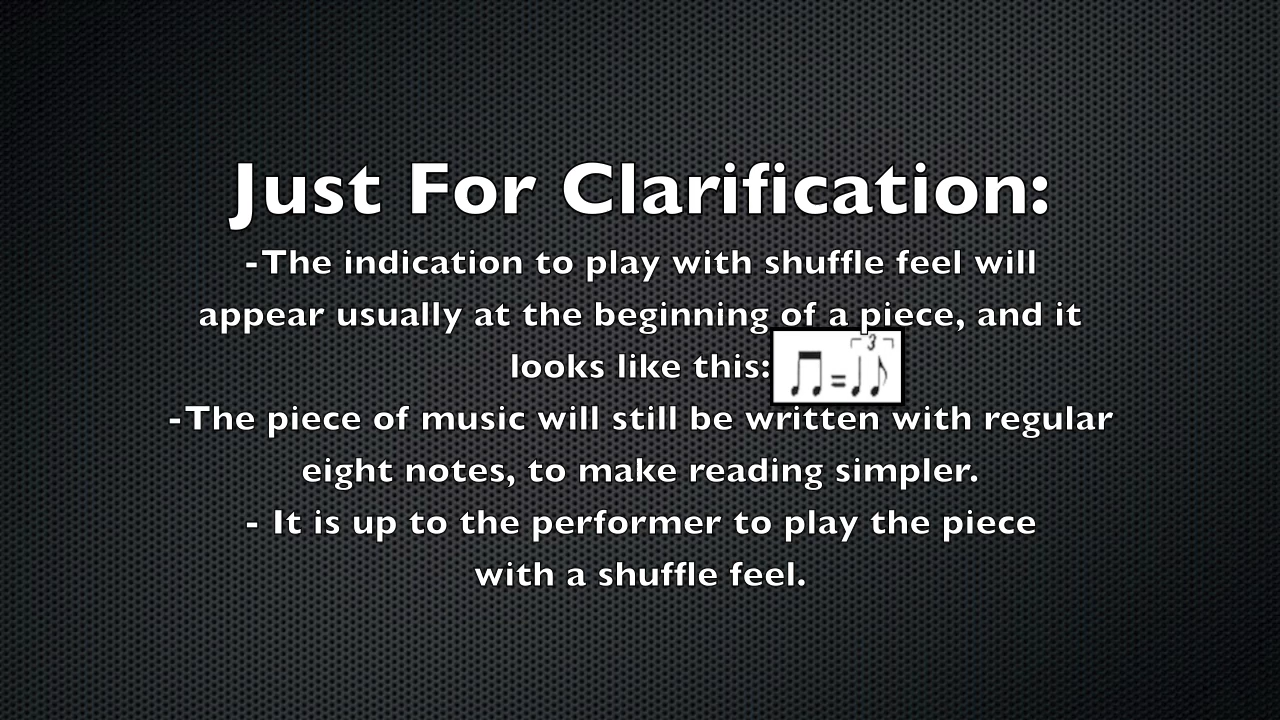 Just For Clarification:
-The indication to play with shuffle feel will
appear usually at the beginning of a piece, and it
looks like this: ♫ = 3 ♩ ♪
-The piece of music will still be written with regular
eight notes, to make reading simpler.
- It is up to the performer to play the piece
with a shuffle feel.